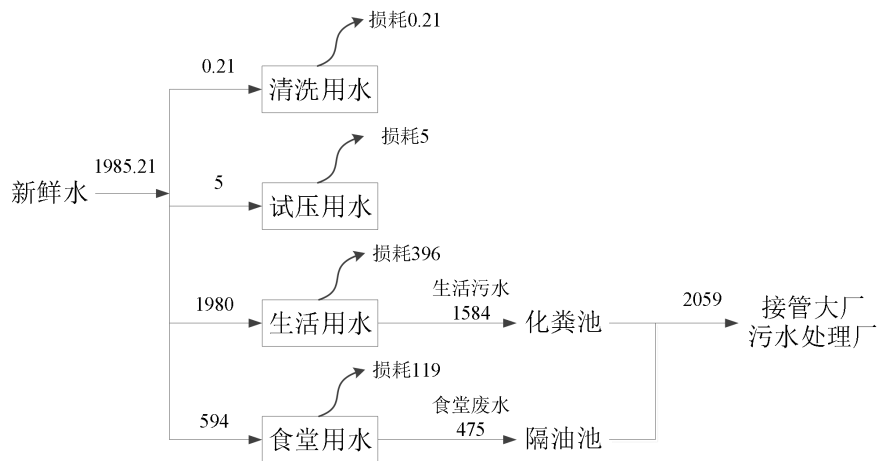 损耗0.21
0.21
清洗用水
损耗5
1985.21
新鲜水
5
试压用水
损耗396
生活污水
1980
1584
2059
生活用水
化粪池
接管大厂
污水处理厂
损耗119
食堂废水
594
475
食堂用水
隔油池